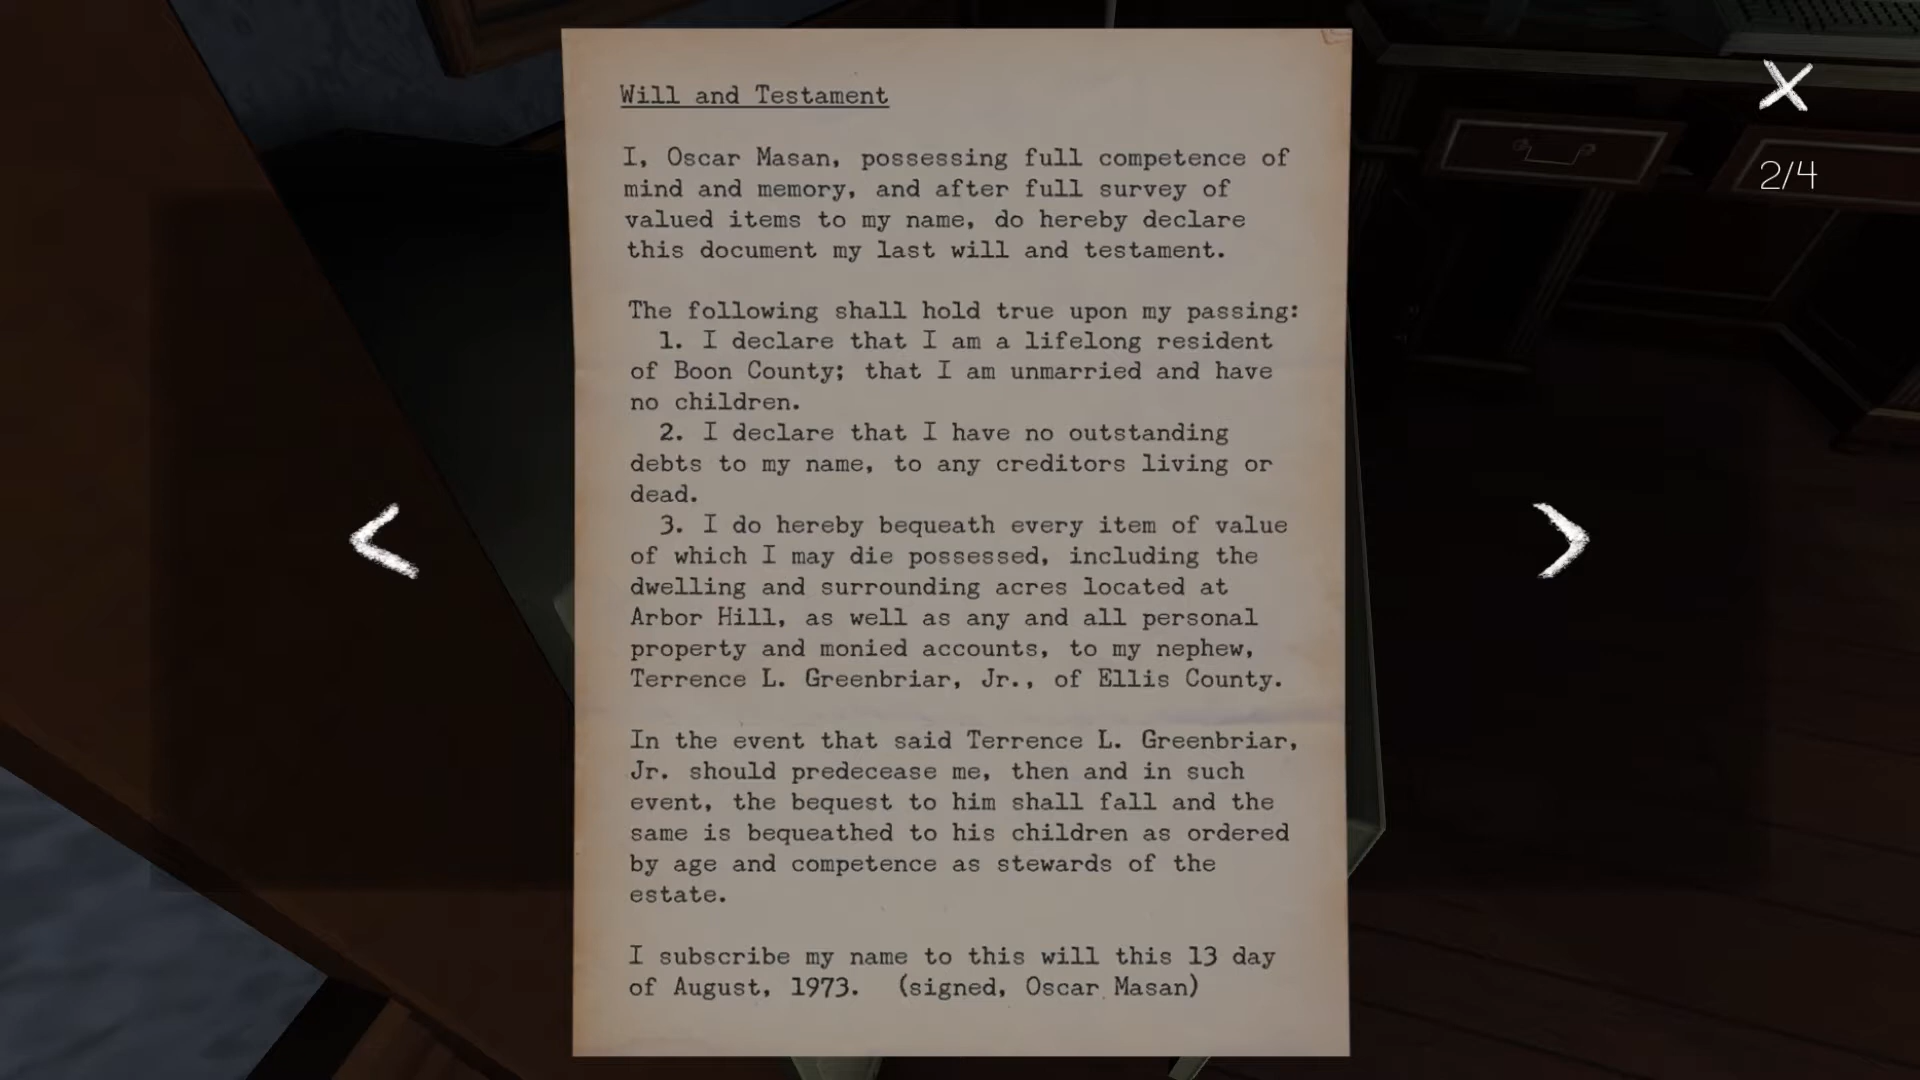 Will and Testament
I, Oscar Masan, possessing full competence of
mind and memory, and after full survey of
valued items to my name, do hereby declare
this document my last will and testament.
The following shall hold true upon my passing:
1. I declare that I am a lifelong resident
of Boon County; that I am unmarried and have
no children.
2. I declare that I have no outstanding
debts to my name, to any creditors living or
dead.
3. I do hereby bequeath every item of value
of which I may die possessed, including the
dwelling and surrounding acres located at
Arbor Hill, as well as any and all personal
property and monied accounts, to my nephew,
Terrence L. Greenbriar, Jr., of Ellis County.
In the event that said Terrence L. Greenbriar,
Jr. should predecease me, then and in such
event, the bequest to him shall fall and the
same is bequeathed to his children as ordered
by age and competence as stewards of the
estate.
I subscribe my name to this will this 13 day
of August, 1973. (signed, Oscar Masan)
2/4